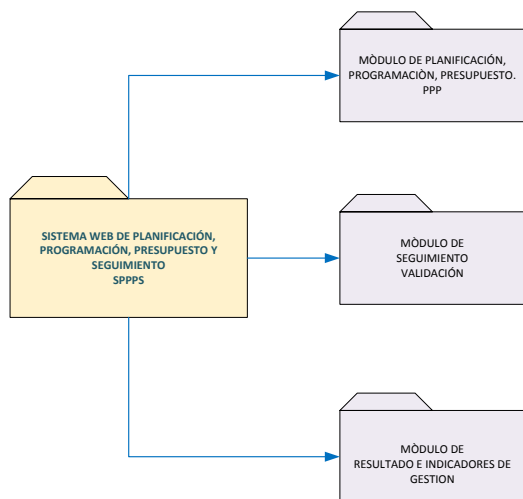 MÒDULO DE PLANIFICACIÓN,
PROGRAMACIÒN, PRESUPUESTO.
PPP
SISTEMA WEB DE PLANIFICACIÓN,
PROGRAMACIÓN, PRESUPUESTO Y
SEGUIMIENTO
SPPPS
MÒDULO DE
SEGUIMIENTO
VALIDACIÓN
MÒDULO DE
RESULTADO E INDICADORES DE
GESTION